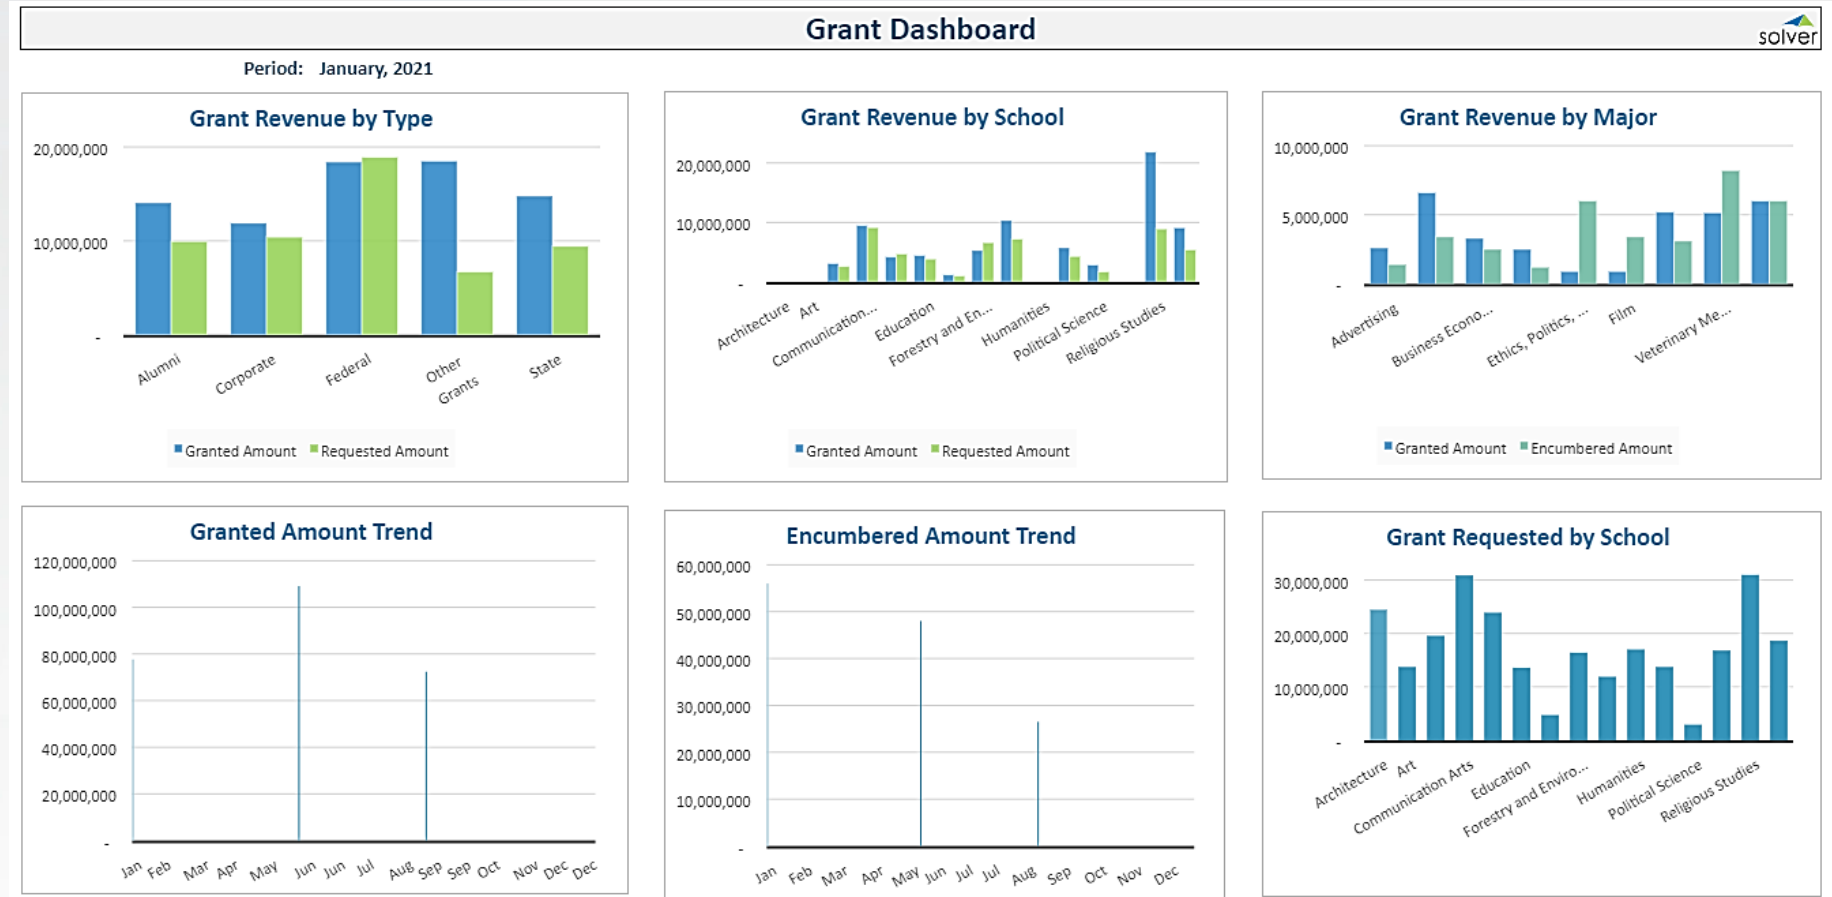 Grant Dashboard
solver
Period: January, 2021
Grant Revenue by Type
20,000,000
10,000,000
-
Alumni
Corporate
Federal
Other
Grants
State
Granted Amount
Requested Amount
Grant Revenue by School
20,000,000
10,000,000
-
Architecture
Art
Communication...
Education
Forestry and En...
Humanities
Political Science
Religious Studies
Granted Amount
Requested Amount
Grant Revenue by Major
10,000,000
5,000,000
-
Advertising
Business Econo...
Ethics, Politics, ...
Film
Veterinary Me...
Granted Amount
Encumbered Amount
Granted Amount Trend
120,000,000
100,000,000
80,000,000
60,000,000
40,000,000
20,000,000
-
Jan
Feb
Mar
Apr
May
Jun
Jun
Jul
Aug
Sep
Sep
Oct
Nov
Dec
Dec
Encumbered Amount Trend
60,000,000
50,000,000
40,000,000
30,000,000
20,000,000
10,000,000
-
Jan
Feb
Mar
Apr
May
Jun
Jul
Jul
Aug
Sep
Oct
Nov
Dec
Grant Requested by School
30,000,000
20,000,000
10,000,000
-
Architecture
Art
Communication Arts
Education
Forestry and Enviro...
Humanities
Political Science
Religious Studies